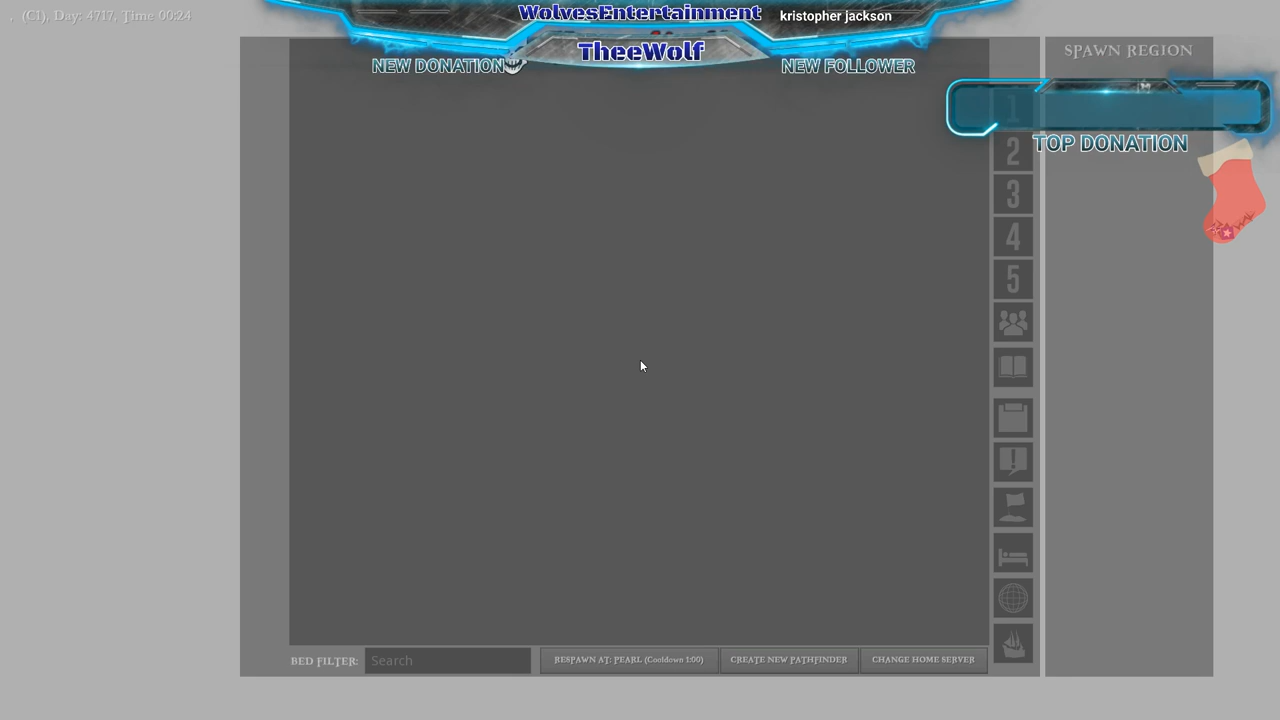 , (C1), Day: 4717, Time 00:24
WolvesEntertainment
kristopher jackson
TheeWolf
NEW DONATION
NEW FOLLOWER
SPAWN REGION
TOP DONATION
1
2
3
4
5
BED FILTER:
Search
RESPAWN AT: PEARL (Cooldown 1:00)
CREATE NEW PATHFINDER
CHANGE HOME SERVER